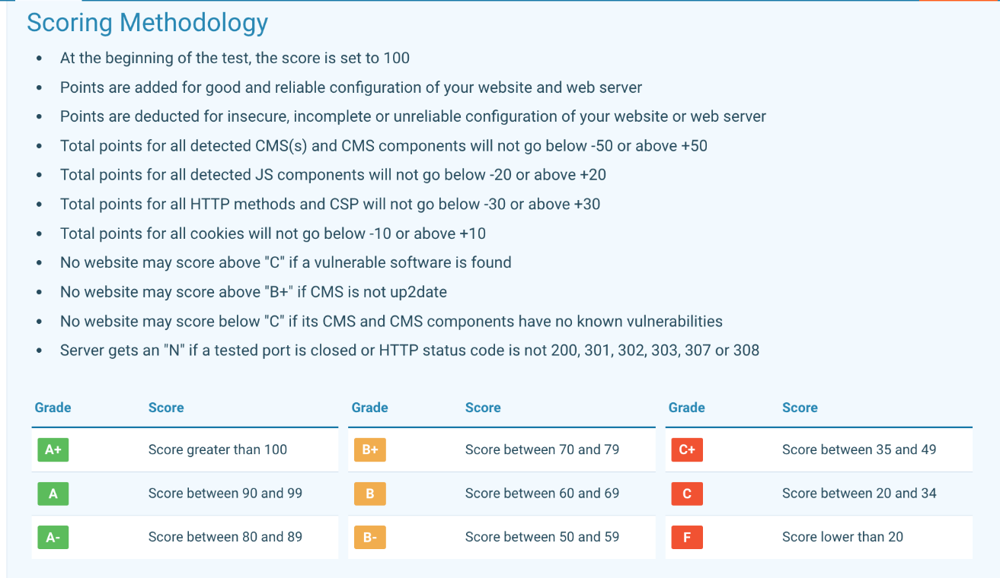 Scoring Methodology
• At the beginning of the test, the score is set to 100
• Points are added for good and reliable configuration of your website and web server
• Points are deducted for insecure, incomplete or unreliable configuration of your website or web server
• Total points for all detected CMS(s) and CMS components will not go below -50 or above +50
• Total points for all detected JS components will not go below -20 or above +20
• Total points for all HTTP methods and CSP will not go below -30 or above +30
• Total points for all cookies will not go below -10 or above +10
• No website may score above "C" if a vulnerable software is found
• No website may score above "B+" if CMS is not up2date
• No website may score below "C" if its CMS and CMS components have no known vulnerabilities
• Server gets an "N" if a tested port is closed or HTTP status code is not 200, 301, 302, 303, 307 or 308
Grade Score Grade Score Grade Score
A+ Score greater than 100 B+ Score between 70 and 79 C+ Score between 35 and 49
A Score between 90 and 99 B Score between 60 and 69 C Score between 20 and 34
A- Score between 80 and 89 B- Score between 50 and 59 F Score lower than 20